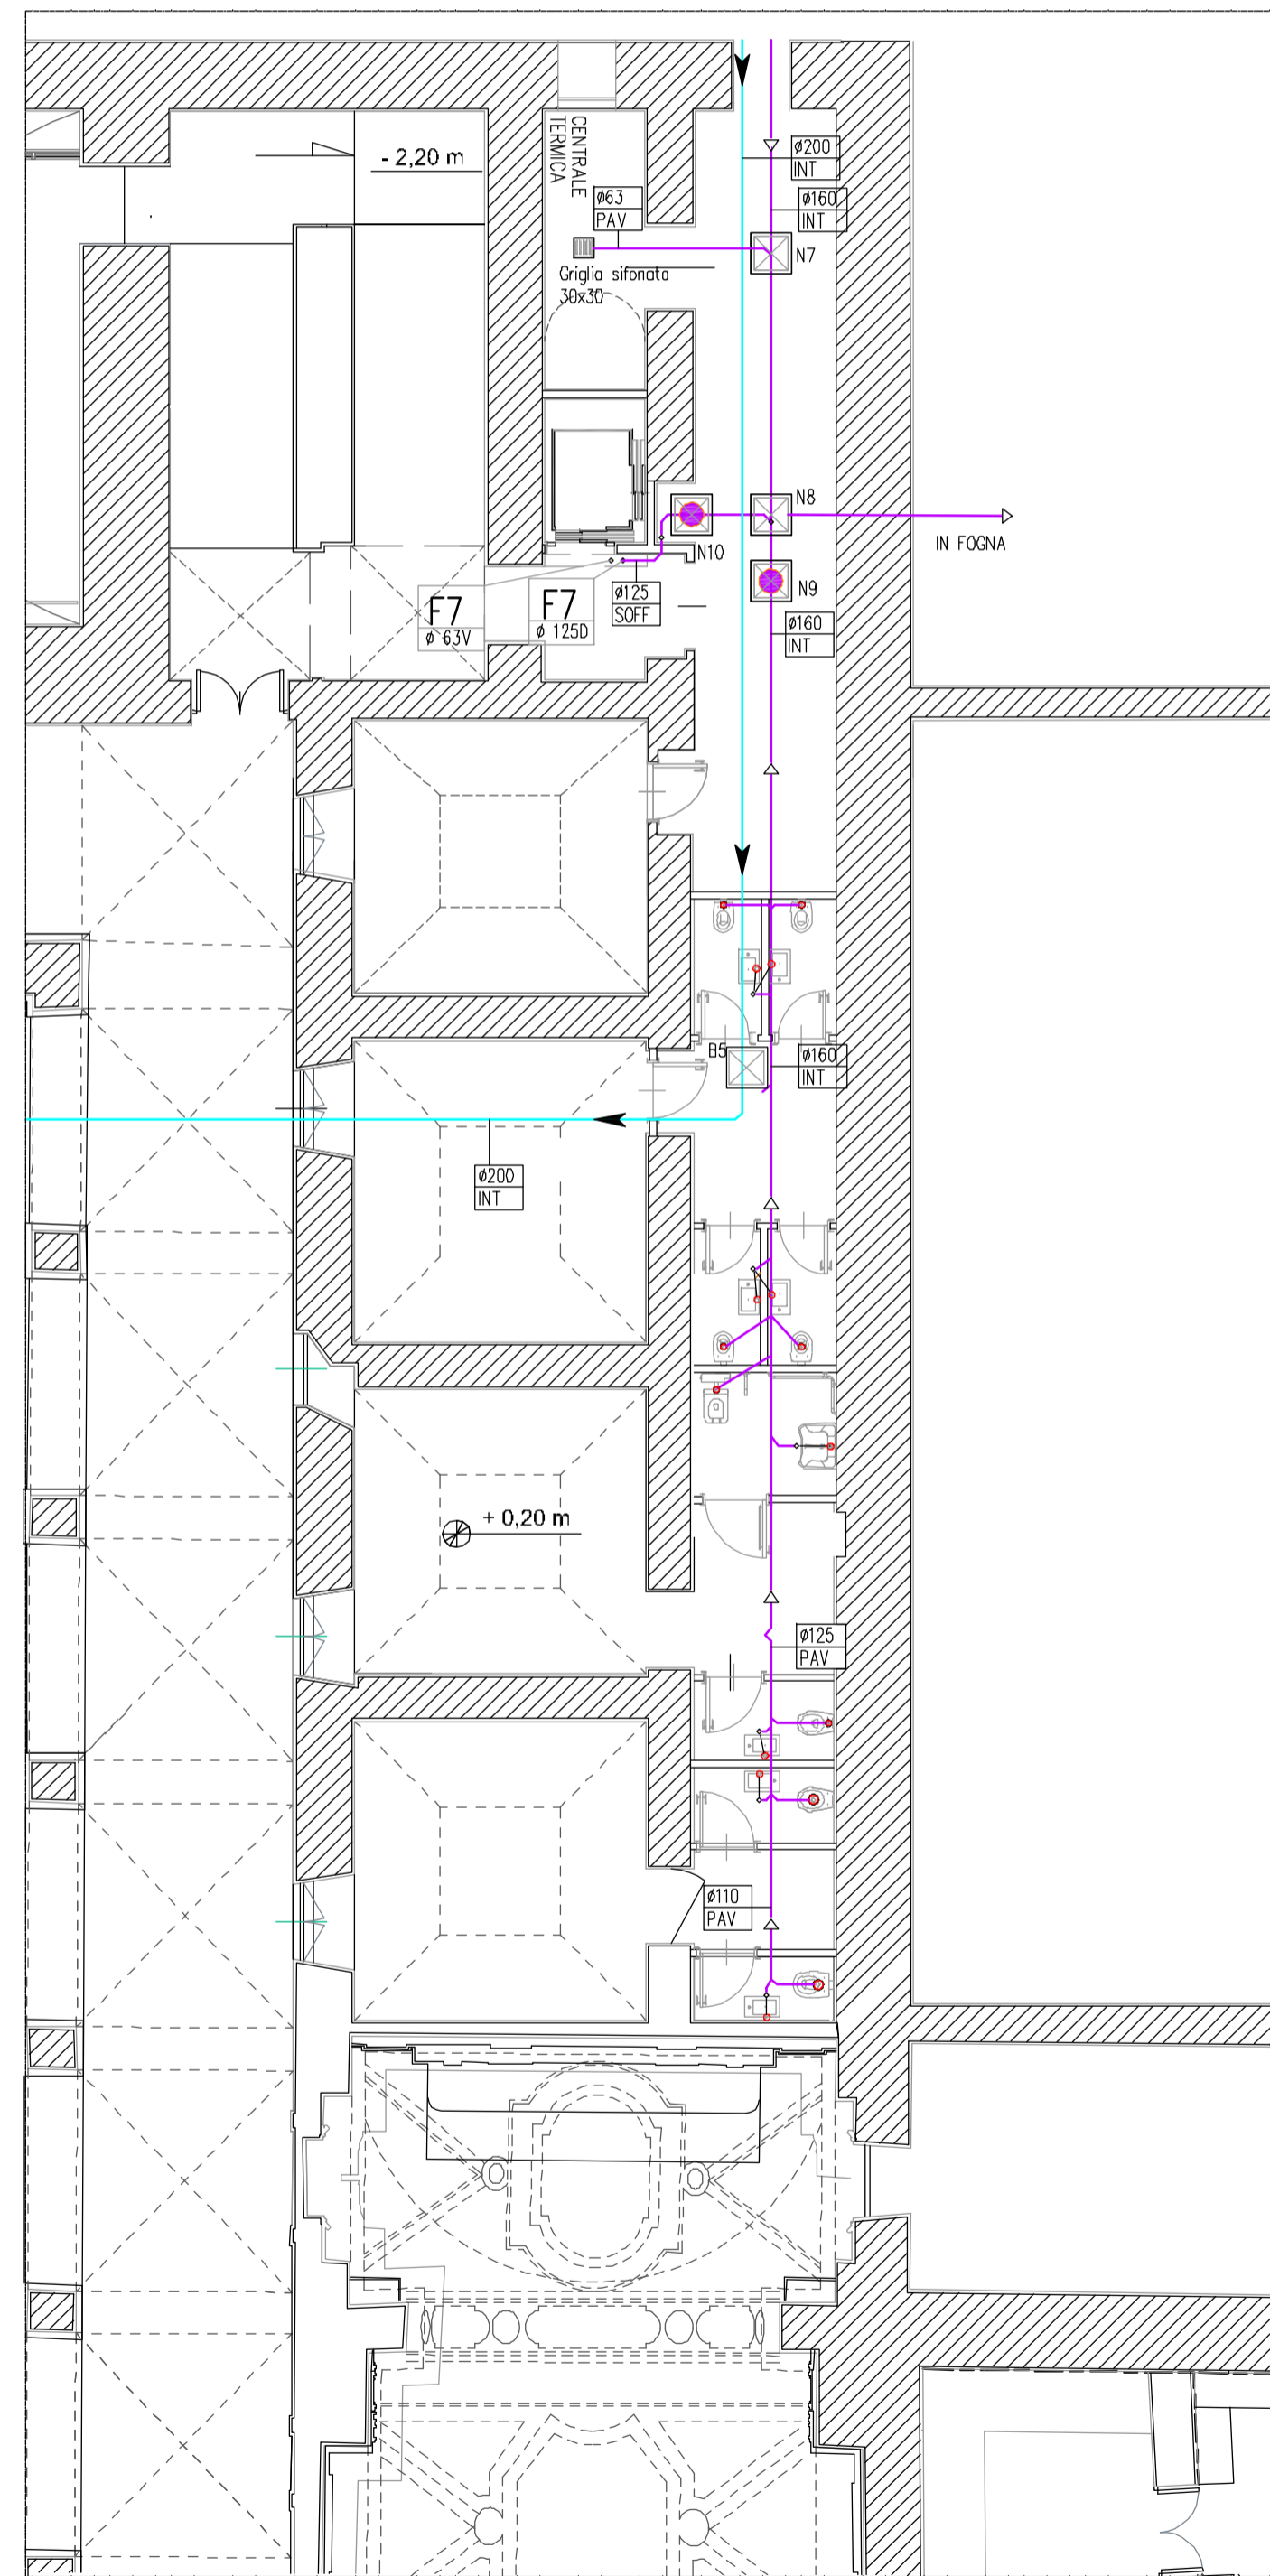 CENTRALE
TERMICA
- 2,20 m
ø200
INT
ø63
PAV
ø160
INT
N7
Griglia sifonata
30x30
N8
IN FOGNA
N10
N9
F7
ø 63V
F7
ø 125D
ø125
SOFF
ø160
INT
B5
ø160
INT
ø200
INT
+ 0,20 m
ø125
PAV
ø110
PAV